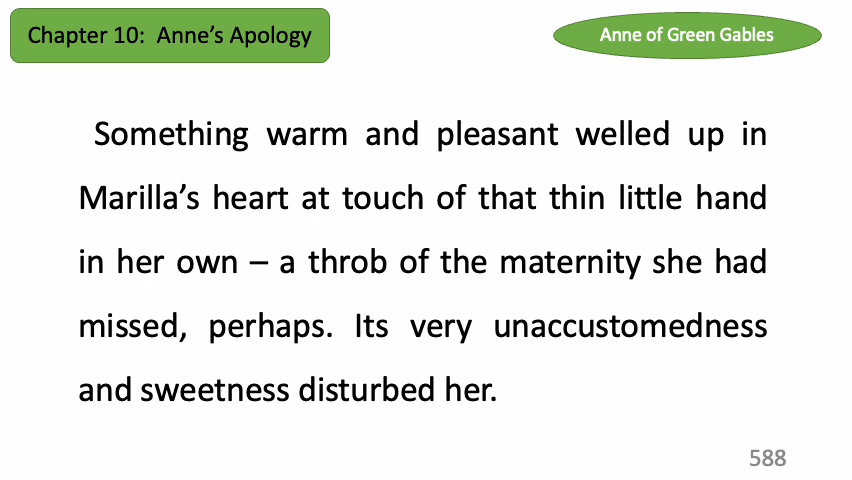 Chapter 10: Anne’s Apology
Anne of Green Gables
Something warm and pleasant welled up in
Marilla’s heart at touch of that thin little hand
in her own – a throb of the maternity she had
missed, perhaps. Its very unaccustomedness
and sweetness disturbed her.
588